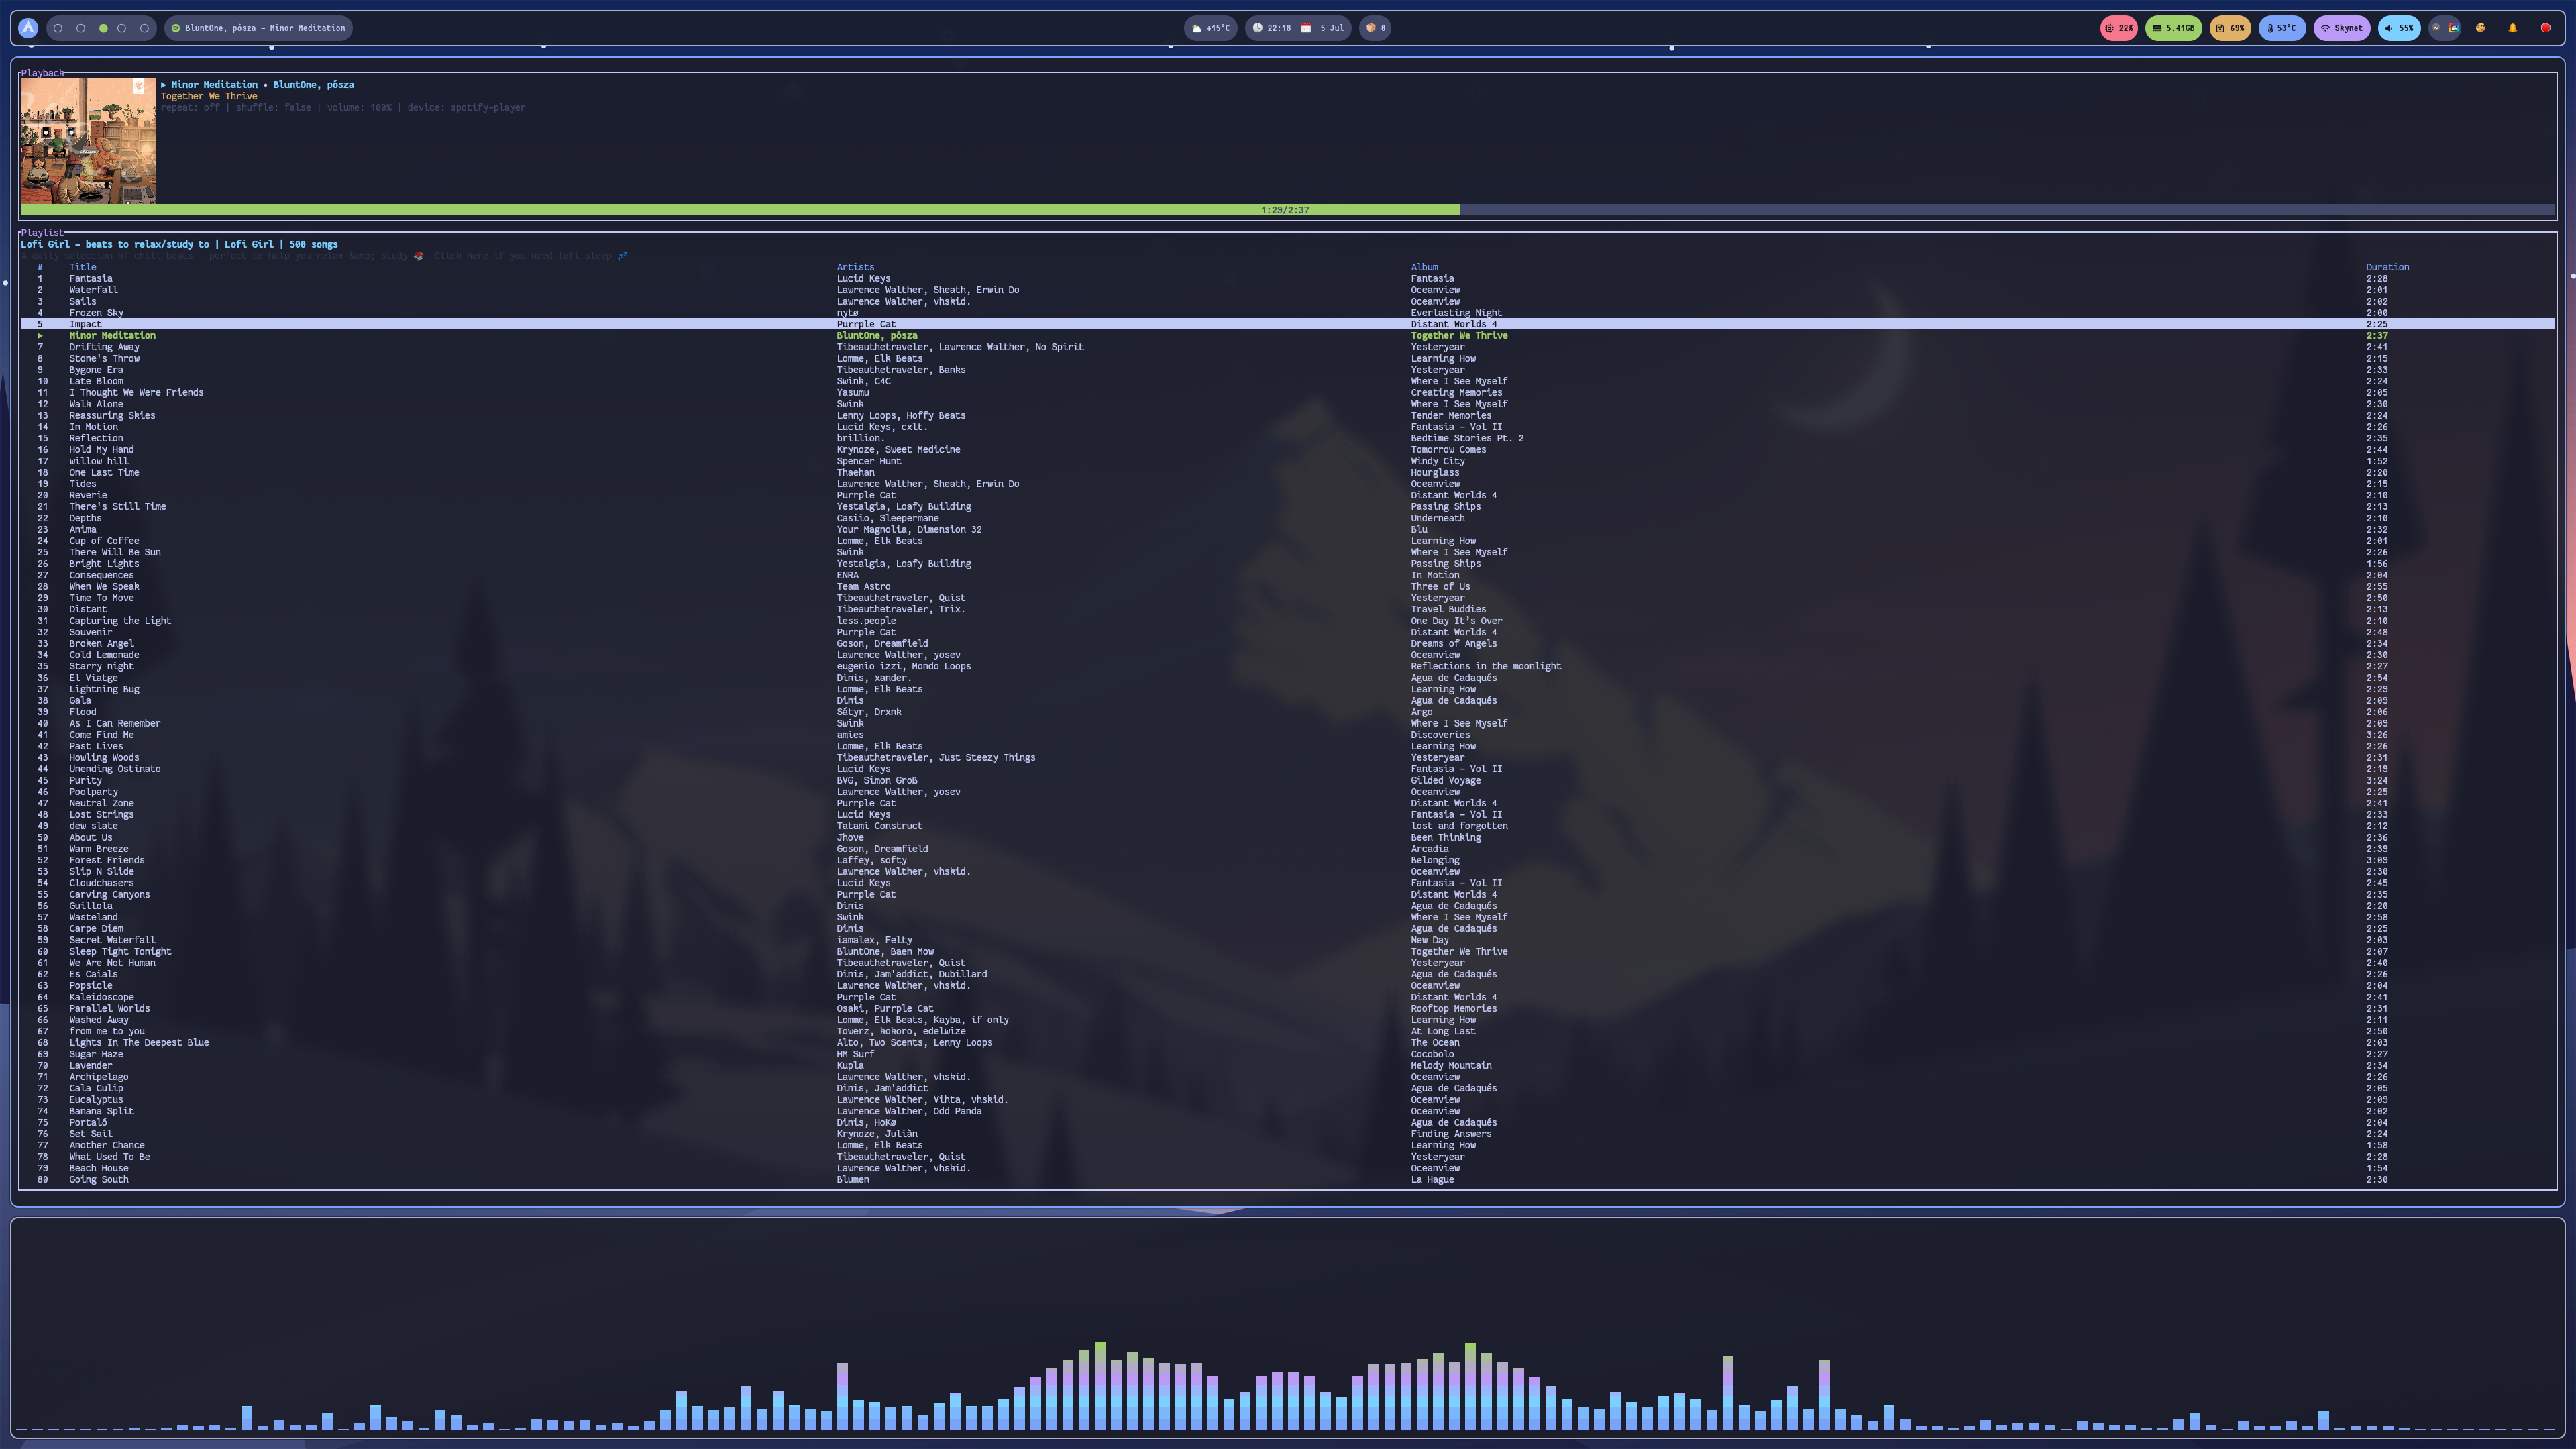 BluntOne, pósza - Minor Meditation
+15°C
22:18 5 Jul
0
22%
5.41GB
69%
53°C
Skynet
55%
Playback
▶ Minor Meditation • BluntOne, pósza
Together We Thrive
repeat: off | shuffle: false | volume: 100% | device: spotify-player
1:29/2:37
Playlist
Lofi Girl - beats to relax/study to | Lofi Girl | 500 songs
A daily selection of chill beats - perfect to help you relax &amp; study 📚 Click here if you need lofi sleep 💤
# Title Artists Album Duration
1 Fantasia Lucid Keys Fantasia 2:28
2 Waterfall Lawrence Walther, Sheath, Erwin Do Oceanview 2:01
3 Sails Lawrence Walther, vhskid. Oceanview 2:02
4 Frozen Sky nytø Everlasting Night 2:00
5 Impact Purrple Cat Distant Worlds 4 2:25
▶ Minor Meditation BluntOne, pósza Together We Thrive 2:37
7 Drifting Away Tibeauthetraveler, Lawrence Walther, No Spirit Yesteryear 2:41
8 Stone's Throw Lomme, Elk Beats Learning How 2:15
9 Bygone Era Tibeauthetraveler, Banks Yesteryear 2:33
10 Late Bloom Swink, C4C Where I See Myself 2:24
11 I Thought We Were Friends Yasumu Creating Memories 2:05
12 Walk Alone Swink Where I See Myself 2:30
13 Reassuring Skies Lenny Loops, Hoffy Beats Tender Memories 2:24
14 In Motion Lucid Keys, cxlt. Fantasia - Vol II 2:26
15 Reflection brillion. Bedtime Stories Pt. 2 2:35
16 Hold My Hand Krynoze, Sweet Medicine Tomorrow Comes 2:44
17 willow hill Spencer Hunt Windy City 1:52
18 One Last Time Thaehan Hourglass 2:20
19 Tides Lawrence Walther, Sheath, Erwin Do Oceanview 2:15
20 Reverie Purrple Cat Distant Worlds 4 2:10
21 There's Still Time Yestalgia, Loafy Building Passing Ships 2:13
22 Depths Casiio, Sleepermane Underneath 2:10
23 Anima Your Magnolia, Dimension 32 Blu 2:32
24 Cup of Coffee Lomme, Elk Beats Learning How 2:01
25 There Will Be Sun Swink Where I See Myself 2:26
26 Bright Lights Yestalgia, Loafy Building Passing Ships 1:56
27 Consequences ENRA In Motion 2:04
28 When We Speak Team Astro Three of Us 2:55
29 Time To Move Tibeauthetraveler, Quist Yesteryear 2:50
30 Distant Tibeauthetraveler, Trix. Travel Buddies 2:13
31 Capturing the Light less.people One Day It's Over 2:10
32 Souvenir Purrple Cat Distant Worlds 4 2:48
33 Broken Angel Goson, Dreamfield Dreams of Angels 2:34
34 Cold Lemonade Lawrence Walther, yosev Oceanview 2:30
35 Starry night eugenio izzi, Mondo Loops Reflections in the moonlight 2:27
36 El Viatge Dinis, xander. Agua de Cadaqués 2:54
37 Lightning Bug Lomme, Elk Beats Learning How 2:29
38 Gala Dinis Agua de Cadaqués 2:09
39 Flood Sátyr, Drxnk Argo 2:06
40 As I Can Remember Swink Where I See Myself 2:09
41 Come Find Me amies Discoveries 3:26
42 Past Lives Lomme, Elk Beats Learning How 2:26
43 Howling Woods Tibeauthetraveler, Just Steezy Things Yesteryear 2:31
44 Unending Ostinato Lucid Keys Fantasia - Vol II 2:19
45 Purity BVG, Simon Groß Gilded Voyage 3:24
46 Poolparty Lawrence Walther, yosev Oceanview 2:25
47 Neutral Zone Purrple Cat Distant Worlds 4 2:41
48 Lost Strings Lucid Keys Fantasia - Vol II 2:33
49 dew slate Tatami Construct lost and forgotten 2:12
50 About Us Jhove Been Thinking 2:36
51 Warm Breeze Goson, Dreamfield Arcadia 2:39
52 Forest Friends Laffey, softy Belonging 3:09
53 Slip N Slide Lawrence Walther, vhskid. Oceanview 2:30
54 Cloudchasers Lucid Keys Fantasia - Vol II 2:45
55 Carving Canyons Purrple Cat Distant Worlds 4 2:35
56 Guillola Dinis Agua de Cadaqués 2:20
57 Wasteland Swink Where I See Myself 2:58
58 Carpe Diem Dinis Agua de Cadaqués 2:25
59 Secret Waterfall iamalex, Felty New Day 2:03
60 Sleep Tight Tonight BluntOne, Baen Mow Together We Thrive 2:07
61 We Are Not Human Tibeauthetraveler, Quist Yesteryear 2:40
62 Es Caials Dinis, Jam'addict, Dubillard Agua de Cadaqués 2:26
63 Popsicle Lawrence Walther, vhskid. Oceanview 2:04
64 Kaleidoscope Purrple Cat Distant Worlds 4 2:41
65 Parallel Worlds Osaki, Purrple Cat Rooftop Memories 2:31
66 Washed Away Lomme, Elk Beats, Kayba, if only Learning How 2:11
67 from me to you Towerz, kokoro, edelwize At Long Last 2:50
68 Lights In The Deepest Blue Alto, Two Scents, Lenny Loops The Ocean 2:03
69 Sugar Haze HM Surf Cocobolo 2:27
70 Lavender Kupla Melody Mountain 2:34
71 Archipelago Lawrence Walther, vhskid. Oceanview 2:26
72 Cala Culip Dinis, Jam'addict Agua de Cadaqués 2:05
73 Eucalyptus Lawrence Walther, Vihta, vhskid. Oceanview 2:09
74 Banana Split Lawrence Walther, Odd Panda Oceanview 2:02
75 Portaló Dinis, HoKø Agua de Cadaqués 2:04
76 Set Sail Krynoze, Juliàn Finding Answers 2:24
77 Another Chance Lomme, Elk Beats Learning How 1:58
78 What Used To Be Tibeauthetraveler, Quist Yesteryear 2:28
79 Beach House Lawrence Walther, vhskid. Oceanview 1:54
80 Going South Blumen La Hague 2:30